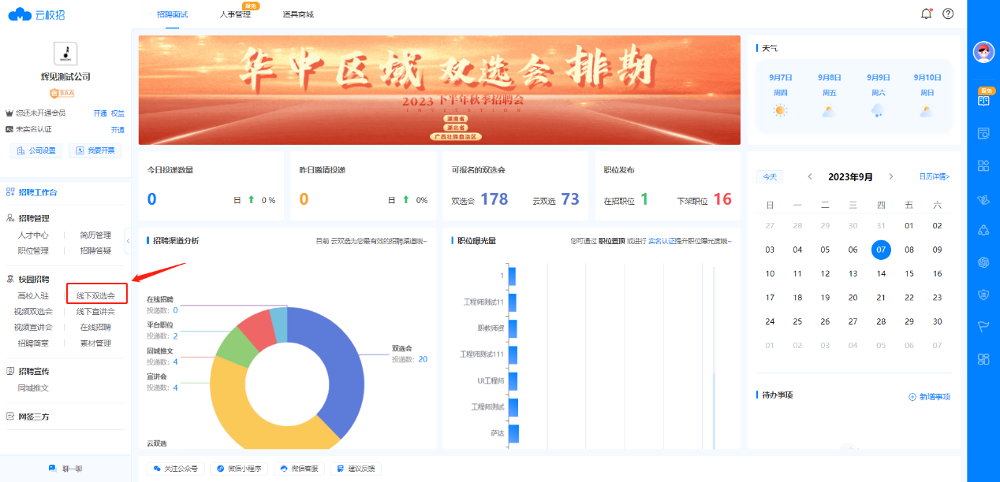 云校招
招聘面试
人事管理
限免
道具商城
辉见测试公司
BAA
您还未开通会员 开通 权益
未实名认证 开通
公司设置 我要开票
招聘工作台
招聘管理
人才中心 简历管理
职位管理 招聘答疑
校园招聘
高校入驻 线下双选会
视频双选会 线下宣讲会
视频宣讲会 在线招聘
招聘简章 素材管理
招聘宣传
同城推文
网签三方
聊一聊
华中区域 双选会 排期
2023下半年秋季招聘会
INVITATION
湖南省
湖北省
广西壮族自治区
今日投递数量
0 日 0 %
昨日邀请投递
0 日 0%
可报名的双选会
双选会 178 云双选 73
职位发布
在招职位 1 下架职位 16
招聘渠道分析 目前 云双选为您最有效的招聘渠道哦~
在线招聘
投递数: 0
平台职位
投递数: 2
同城推文
投递数: 4
宣讲会
投递数: 4
云双选
双选会
投递数: 20
职位曝光量 您可通过 职位置顶 或进行 实名认证提升职位曝光度哦~
1
工程师测试11
职教师资
工程师测试111
UI工程师
工程师测试
萨达
关注公众号 微信小程序 微信客服 建议反馈
天气
9月7日 9月8日 9月9日 9月10日
周四 周五 周六 周日
今天 2023年9月 日历详情>
日 一 二 三 四 五 六
27 28 29 30 31 01 02
03 04 05 06 07 08 09
10 11 12 13 14 15 16
17 18 19 20 21 22 23
24 25 26 27 28 29 30
01 02 03 04 05 06 07
待办事项 新增事项
限免